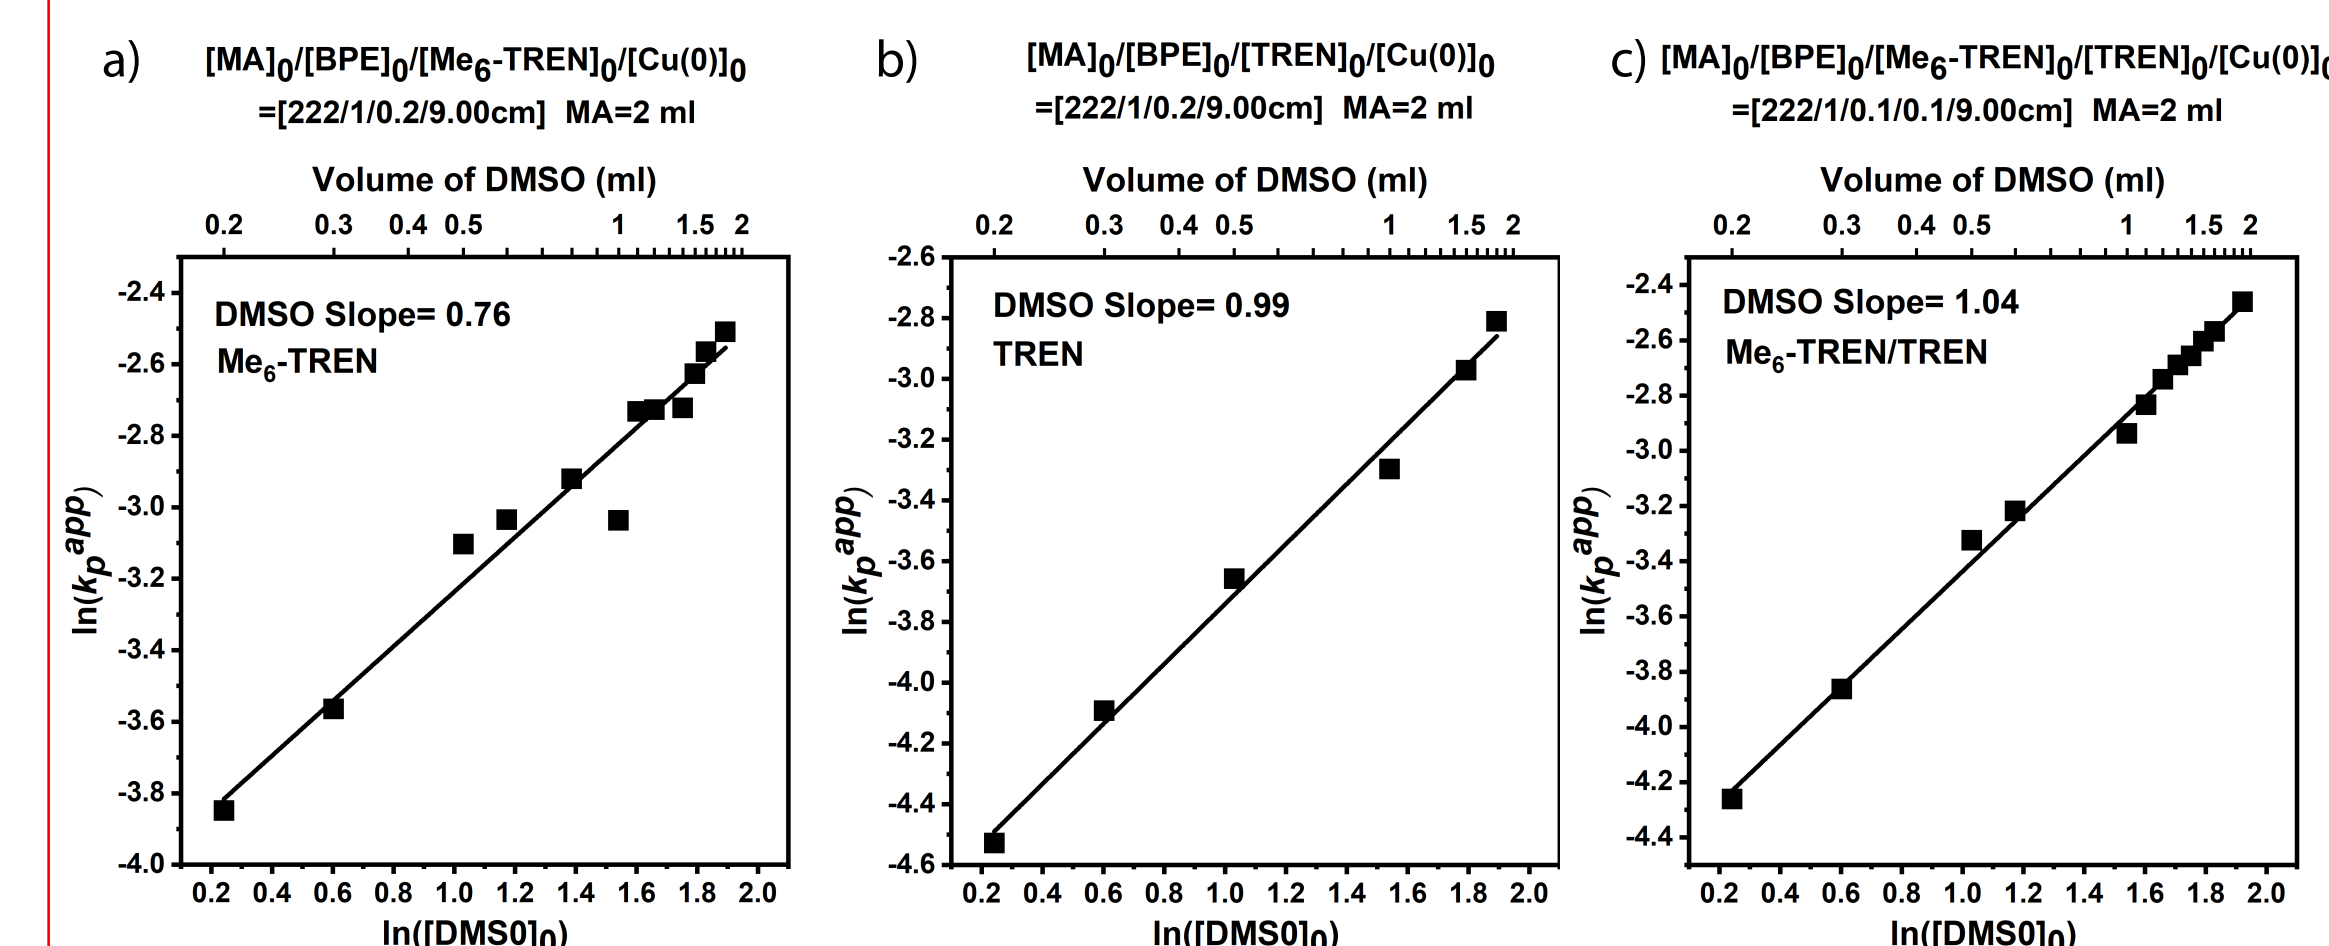 a)
[MA]0/[BPE]0/[Me6-TREN]0/[Cu(0)]0
=[222/1/0.2/9.00cm] MA=2 ml
Volume of DMSO (ml)
0.2 0.3 0.4 0.5 1 1.5 2
DMSO Slope= 0.76
Me6-TREN
ln(kp^app)
-2.4
-2.6
-2.8
-3.0
-3.2
-3.4
-3.6
-3.8
-4.0
0.2 0.4 0.6 0.8 1.0 1.2 1.4 1.6 1.8 2.0
ln([DMS0]0)
b)
[MA]0/[BPE]0/[TREN]0/[Cu(0)]0
=[222/1/0.2/9.00cm] MA=2 ml
Volume of DMSO (ml)
0.2 0.3 0.4 0.5 1 1.5 2
DMSO Slope= 0.99
TREN
ln(kp^app)
-2.6
-2.8
-3.0
-3.2
-3.4
-3.6
-3.8
-4.0
-4.2
-4.4
-4.6
0.2 0.4 0.6 0.8 1.0 1.2 1.4 1.6 1.8 2.0
ln([DMS0]0)
c)
[MA]0/[BPE]0/[Me6-TREN]0/[TREN]0/[Cu(0)]0
=[222/1/0.1/0.1/9.00cm] MA=2 ml
Volume of DMSO (ml)
0.2 0.3 0.4 0.5 1 1.5 2
DMSO Slope= 1.04
Me6-TREN/TREN
ln(kp^app)
-2.4
-2.6
-2.8
-3.0
-3.2
-3.4
-3.6
-3.8
-4.0
-4.2
-4.4
0.2 0.4 0.6 0.8 1.0 1.2 1.4 1.6 1.8 2.0
ln([DMS0]0)